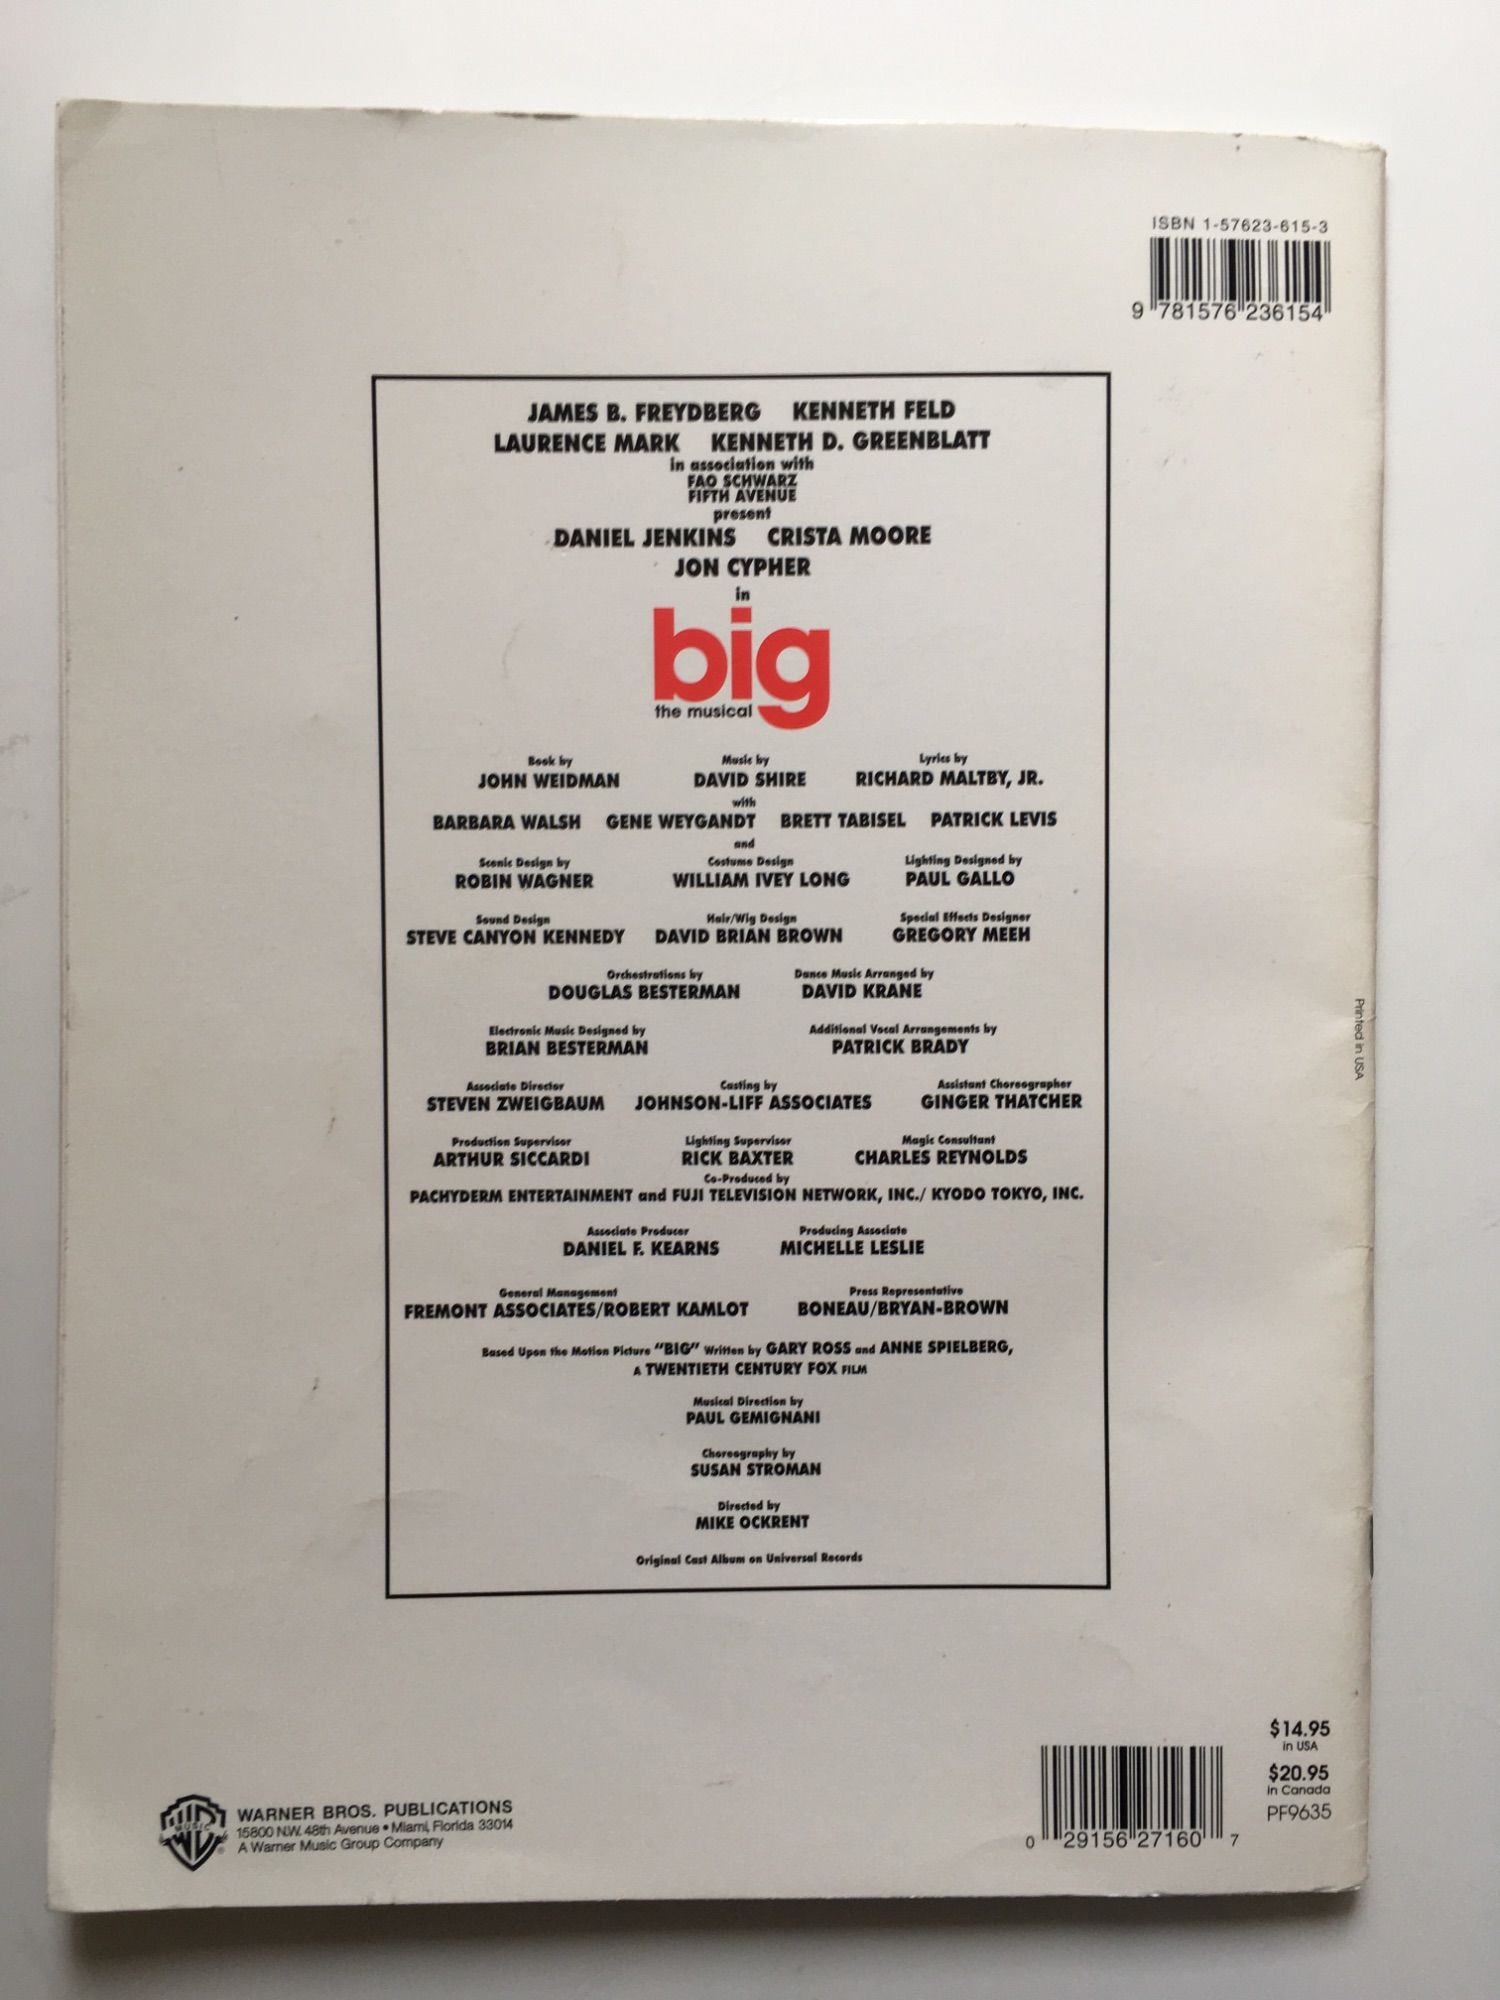 ISBN 1-57623-615-3
9 781576 236154
JAMES B. FREYDBERG KENNETH FELD
LAURENCE MARK KENNETH D. GREENBLATT
in association with
FAO SCHWARZ
FIFTH AVENUE
present
DANIEL JENKINS CRISTA MOORE
JON CYPHER
in
big
the musical
Book by Music by Lyrics by
JOHN WEIDMAN DAVID SHIRE RICHARD MALTBY, JR.
with
BARBARA WALSH GENE WEYGANDT BRETT TABISEL PATRICK LEVIS
and
Scenic Design by Costume Design Lighting Designed by
ROBIN WAGNER WILLIAM IVEY LONG PAUL GALLO
Sound Design Hair/Wig Design Special Effects Designer
STEVE CANYON KENNEDY DAVID BRIAN BROWN GREGORY MEEH
Orchestrations by Dance Music Arranged by
DOUGLAS BESTERMAN DAVID KRANE
Electronic Music Designed by Additional Vocal Arrangements by
BRIAN BESTERMAN PATRICK BRADY
Associate Director Casting by Assistant Choreographer
STEVEN ZWEIGBAUM JOHNSON-LIFF ASSOCIATES GINGER THATCHER
Production Supervisor Lighting Supervisor Magic Consultant
ARTHUR SICCARDI RICK BAXTER CHARLES REYNOLDS
Co-Produced by
PACHYDERM ENTERTAINMENT and FUJI TELEVISION NETWORK, INC./ KYODO TOKYO, INC.
Associate Producer Producing Associate
DANIEL F. KEARNS MICHELLE LESLIE
General Management Press Representative
FREMONT ASSOCIATES/ROBERT KAMLOT BONEAU/BRYAN-BROWN
Based Upon the Motion Picture "BIG" Written by GARY ROSS and ANNE SPIELBERG,
A TWENTIETH CENTURY FOX FILM
Musical Direction by
PAUL GEMIGNANI
Choreography by
SUSAN STROMAN
Directed by
MIKE OCKRENT
Original Cast Album on Universal Records
Printed in USA
MUSIC
WARNER BROS. PUBLICATIONS
15800 N.W. 48th Avenue • Miami, Florida 33014
A Warner Music Group Company
0 29156 27160 7
$14.95
in USA
$20.95
in Canada
PF9635